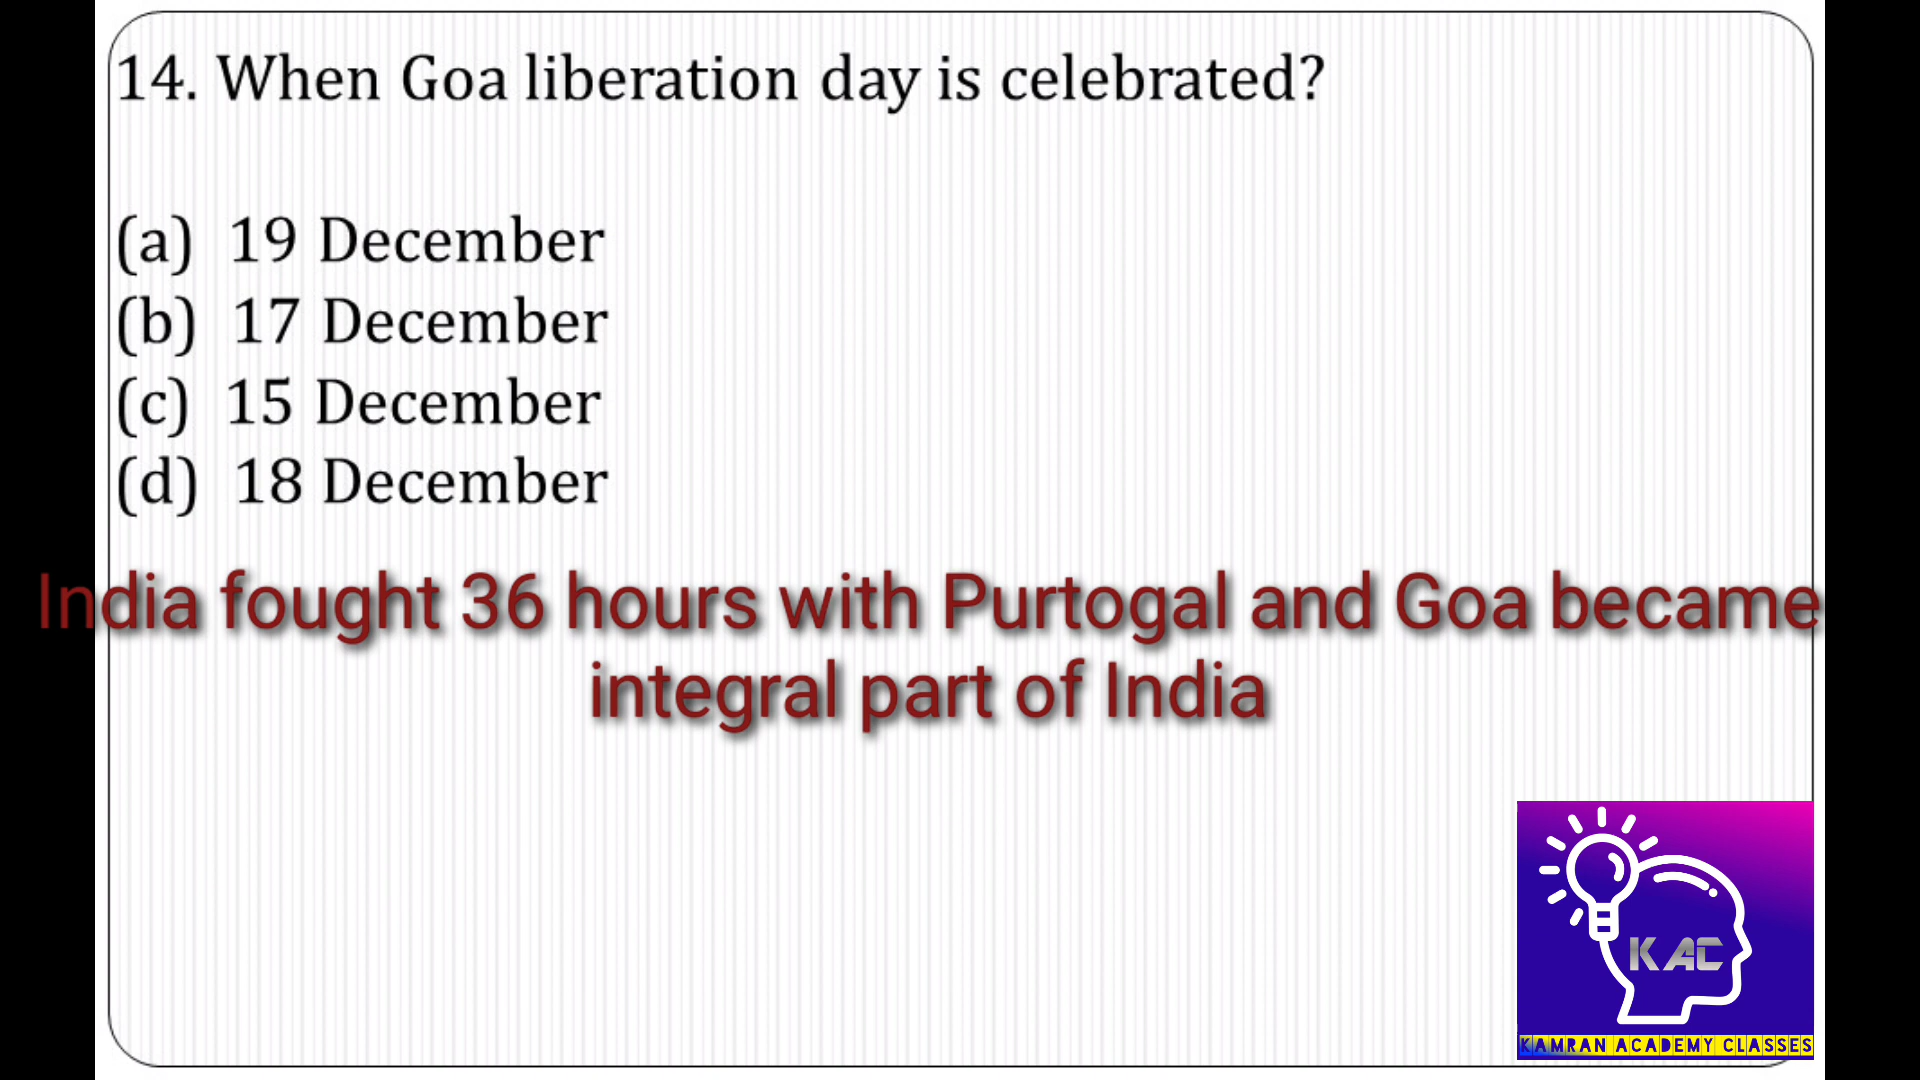 14. When Goa liberation day is celebrated?
(a) 19 December
(b) 17 December
(c) 15 December
(d) 18 December
India fought 36 hours with Purtogal and Goa became
integral part of India
KAC
KAMRAN ACADEMY CLASSES